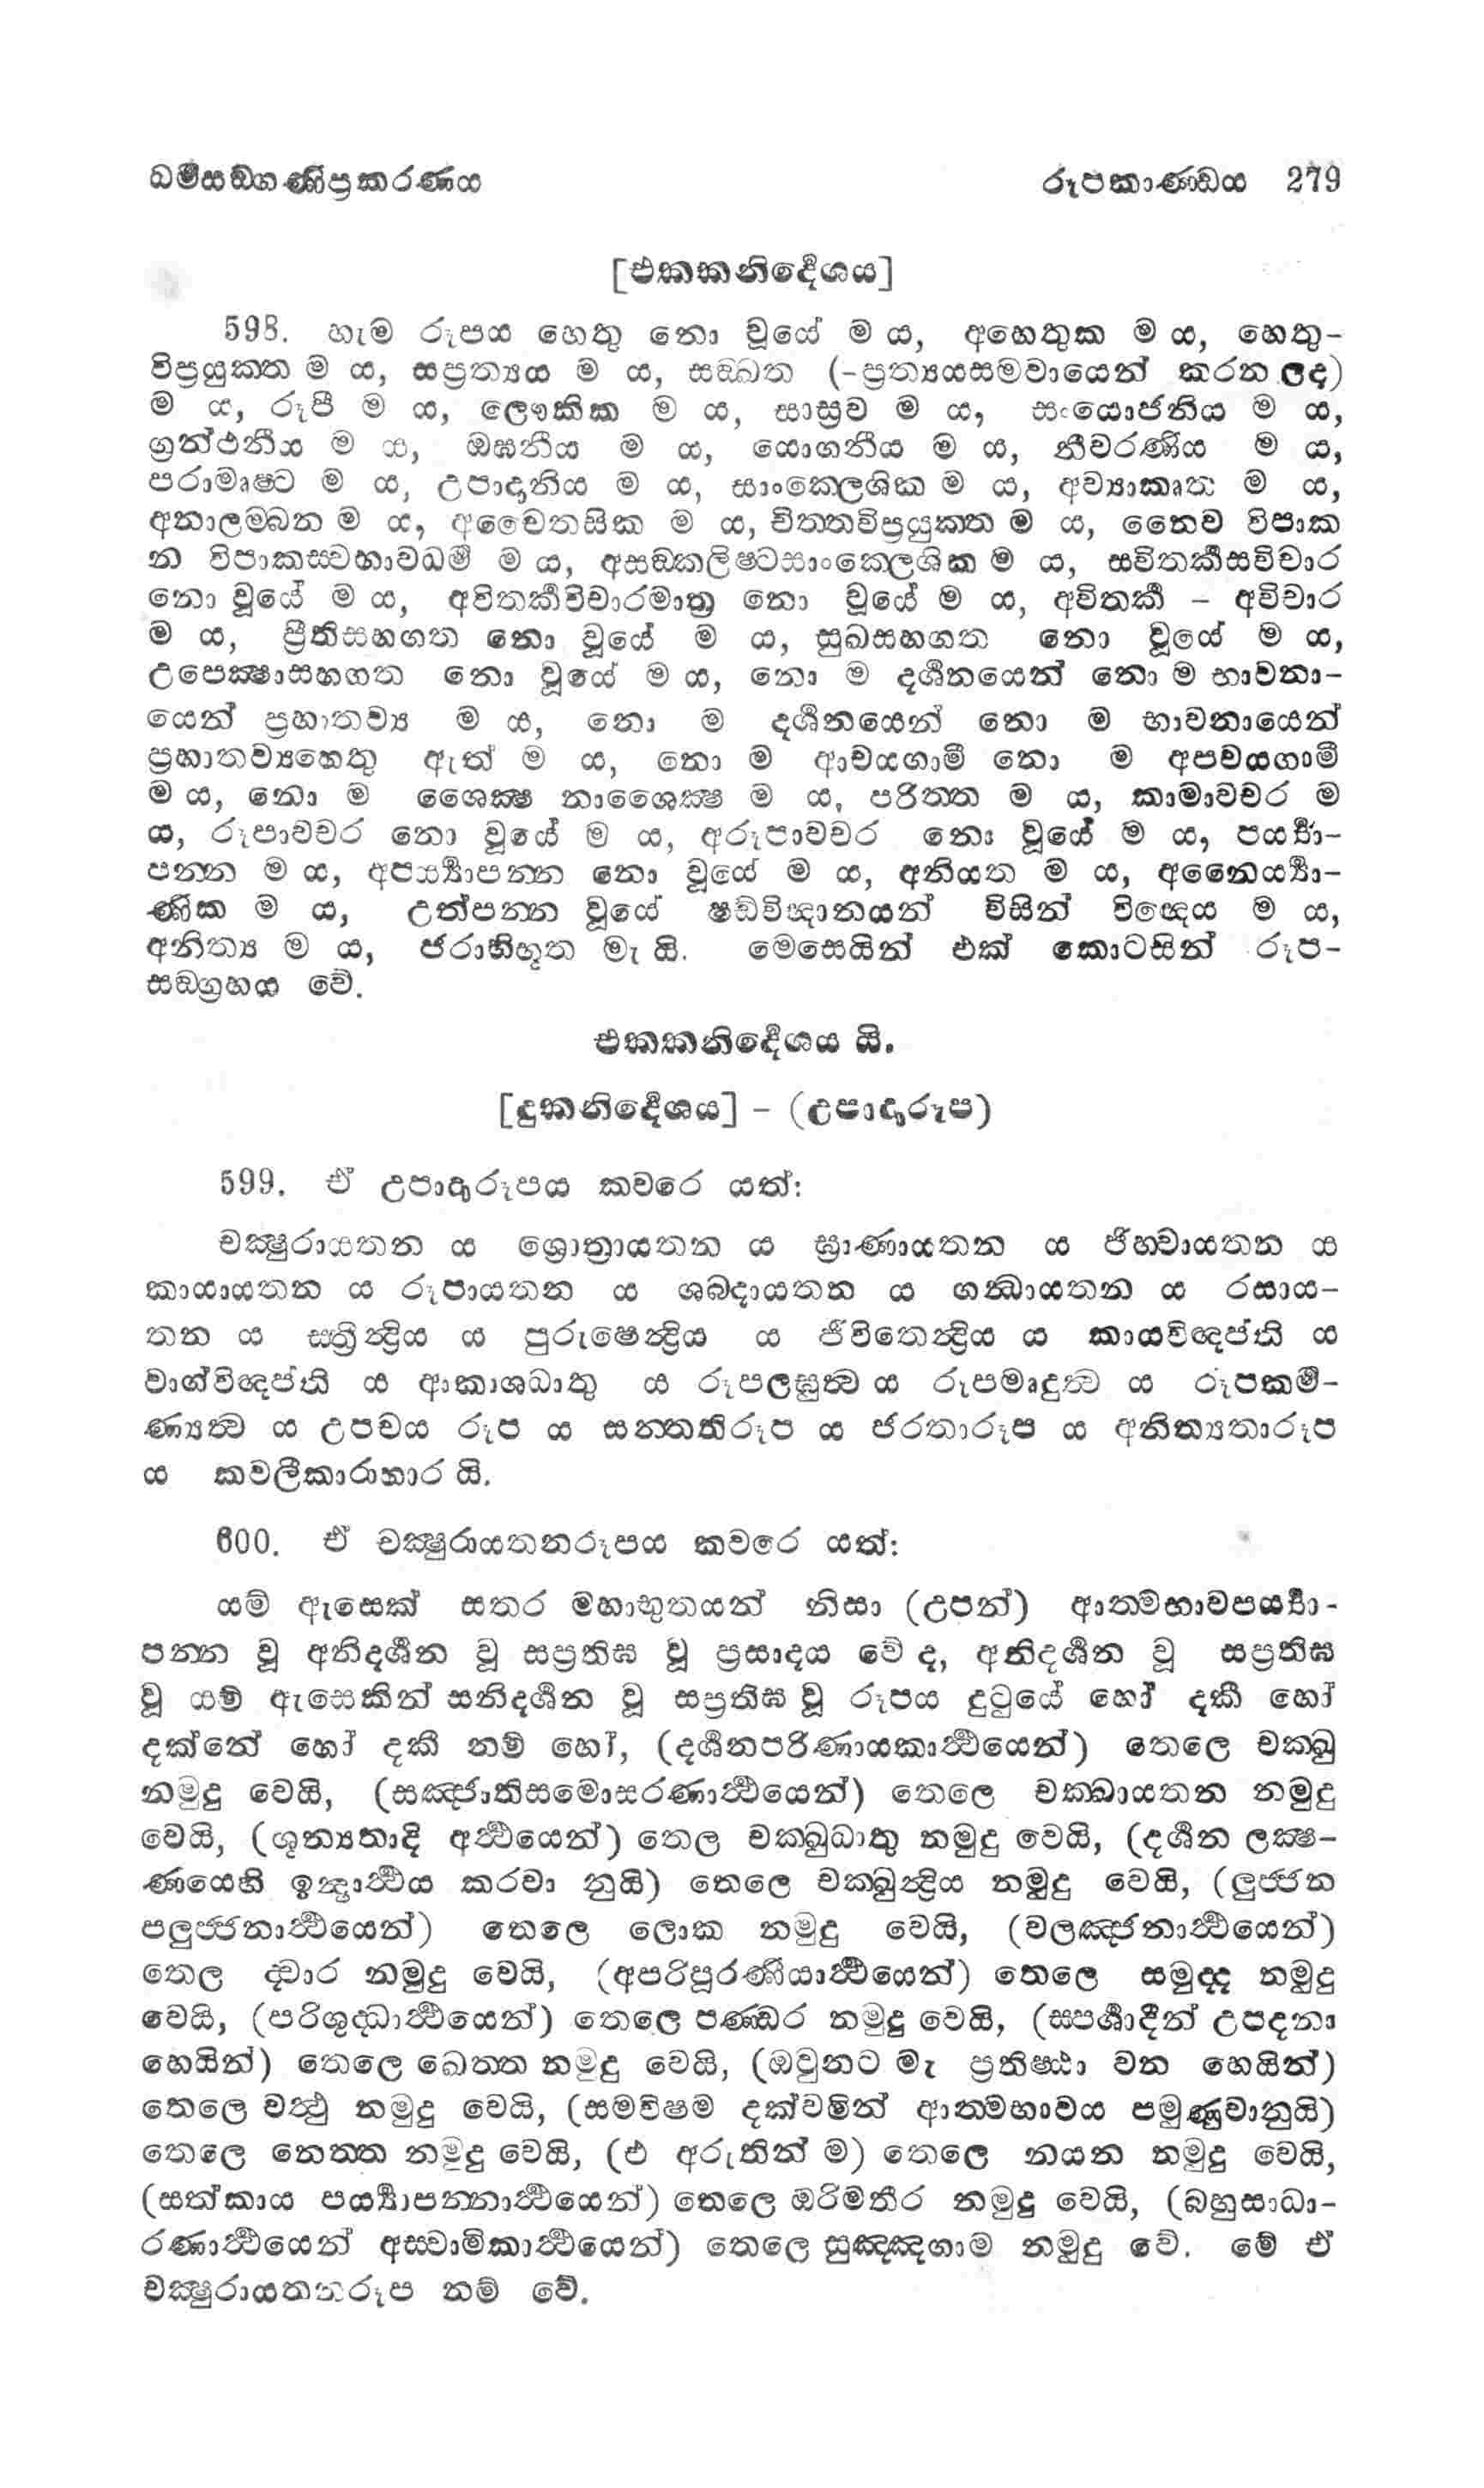 ධර්‍මසඞ්ගණිප්‍රකරණය රූපකාණ්ඩය 279
[එකකනිර්‍දේශය]
598. හැම රූපය හෙතු නො වූයේ ම ය, අහෙතුක ම ය, හෙතු-
විප්‍රයුක්ත ම ය, සප්‍රත්‍යය ම ය, සඞ්ඛත (-ප්‍රත්‍යයසමවායෙන් කරන ලද)
ම ය, රූපී ම ය, ලෞකික ම ය, සාස්‍රව ම ය, සංයොජනිය ම ය,
ග්‍රන්ථනීය ම ය, ඔඝනීය ම ය, යොගනීය ම ය, නීවරණිය ම ය,
පරාමෘෂ්ට ම ය, උපාදානිය ම ය, සාංක්ලෙශික ම ය, අව්‍යාකෘත ම ය,
අනාලම්බන ම ය, අචෛතසික ම ය, චිත්තවිප්‍රයුක්ත ම ය, නෛව විපාක
න විපාකස්වභාවධර්‍ම ම ය, අසඞ්ක්ලිෂ්ටසාංක්ලෙශික ම ය, සවිතර්‍කසවිචාර
නො වූයේ ම ය, අවිතර්‍කවිචාරමාත්‍ර නො වූයේ ම ය, අවිතර්‍ක - අවිචාර
ම ය, ප්‍රීතිසහගත නො වූයේ ම ය, සුඛසහගත නො වූයේ ම ය,
උපෙක්‍ෂාසහගත නො වූයේ ම ය, නො ම දර්‍ශනයෙන් නො ම භාවනා-
යෙන් ප්‍රහාතව්‍ය ම ය, නො ම දර්‍ශනයෙන් නො ම භාවනායෙන්
ප්‍රහාතව්‍යහෙතු ඇත් ම ය, නො ම ආචයගාමී නො ම අපචයගාමී
ම ය, නො ම ශෛක්‍ෂ නාශෛක්‍ෂ ම ය, පරිත්ත ම ය, කාමාවචර ම
ය, රූපාවචර නො වූයේ ම ය, අරූපාවචර නො වූයේ ම ය, පර්‍ය්‍යා-
පන්න ම ය, අපර්‍ය්‍යාපන්න නො වූයේ ම ය, අනියත ම ය, අනෛර්‍ය්‍යා-
ණික ම ය, උත්පන්න වූයේ ෂඩ්විඥානයන් විසින් විඥෙය ම ය,
අනිත්‍ය ම ය, ජරාභිභූත මැ යි. මෙසෙයින් එක් කොටසින් රූප-
සඞ්ග්‍රහය වේ.
එකකනිර්‍දේශය යි.
[දුකනිර්‍දේශය] - (උපාදාරූප)
599. ඒ උපාදාරූපය කවරෙ යත්:
චක්‍ෂුරායතන ය ශ්‍රොත්‍රායතන ය ඝ්‍රාණායතන ය ජිහ්වායතන ය
කායායතන ය රූපායතන ය ශබ්දායතන ය ගන්ධායතන ය රසාය-
තන ය ස්ත්‍රීන්ද්‍රිය ය පුරුෂෙන්ද්‍රිය ය ජීවිතෙන්ද්‍රිය ය කායවිඥප්ති ය
වාග්විඥප්ති ය ආකාශධාතු ය රූපලඝුත්‍ව ය රූපමෘදුත්‍ව ය රූපකර්‍ම-
ණ්‍යත්‍ව ය උපචය රූප ය සන්තතිරූප ය ජරතාරූප ය අනිත්‍යතාරූප
ය කවලීකාරාහාර යි.
600. ඒ චක්‍ෂුරායතනරූපය කවරෙ යත්:
යම් ඇසෙක් සතර මහාභූතයන් නිසා (උපන්) ආත්මභාවපර්‍ය්‍යා-
පන්න වූ අනිදර්‍ශන වූ සප්‍රතිඝ වූ ප්‍රසාදය වේ ද, අනිදර්‍ශන වූ සප්‍රතිඝ
වූ යම් ඇසෙකින් සනිදර්‍ශන වූ සප්‍රතිඝ වූ රූපය දුටුයේ හෝ දකී හෝ
දක්නේ හෝ දකී නම් හෝ, (දර්‍ශනපරිණායකාර්‍ත්‍ථයෙන්) තෙලෙ චක්ඛු
නමුදු වෙයි, (සඤ්ජාතිසමොසරණාර්‍ත්‍ථයෙන්) තෙලෙ චක්ඛායතන නමුදු
වෙයි, (ශූන්‍යතාදි අර්‍ත්‍ථයෙන්) තෙල චක්ඛුධාතු නමුදු වෙයි, (දර්‍ශන ලක්‍ෂ-
ණයෙහි ඉන්ද්‍රාර්‍ත්‍ථය කරවා නුයි) තෙලෙ චක්ඛුන්ද්‍රිය නමුදු වෙයි, (ලුජ්ජන
පලුජ්ජනාර්‍ත්‍ථයෙන්) තෙලෙ ලොක නමුදු වෙයි, (වලඤ්ජනාර්‍ත්‍ථයෙන්)
තෙල ද්වාර නමුදු වෙයි, (අපරිපූරණීයාර්‍ත්‍ථයෙන්) තෙලෙ සමුද්ද නමුදු
වෙයි, (පරිශුද්ධාර්‍ත්‍ථයෙන්) තෙලෙ පණ්ඩර නමුදු වෙයි, (ස්පර්‍ශාදීන් උපදනා
හෙයින්) තෙලෙ ඛෙත්ත නමුදු වෙයි, (ඔවුනට මැ ප්‍රතිෂ්ඨා වන හෙයින්)
තෙලෙ වත්‍ථු නමුදු වෙයි, (සමවිෂම දක්වමින් ආත්මභාවය පමුණුවානුයි)
තෙලෙ නෙත්ත නමුදු වෙයි, (එ අරුතින් ම) තෙලෙ නයන නමුදු වෙයි,
(සත්කාය පර්‍ය්‍යාපන්නාර්‍ත්‍ථයෙන්) තෙලෙ ඔරිමතීර නමුදු වෙයි, (බහුසාධා-
රණාර්‍ත්‍ථයෙන් අස්වාමිකාර්‍ත්‍ථයෙන්) තෙලෙ සුඤ්ඤගාම නමුදු වේ. මේ ඒ
චක්‍ෂුරායතනරූප නම් වේ.